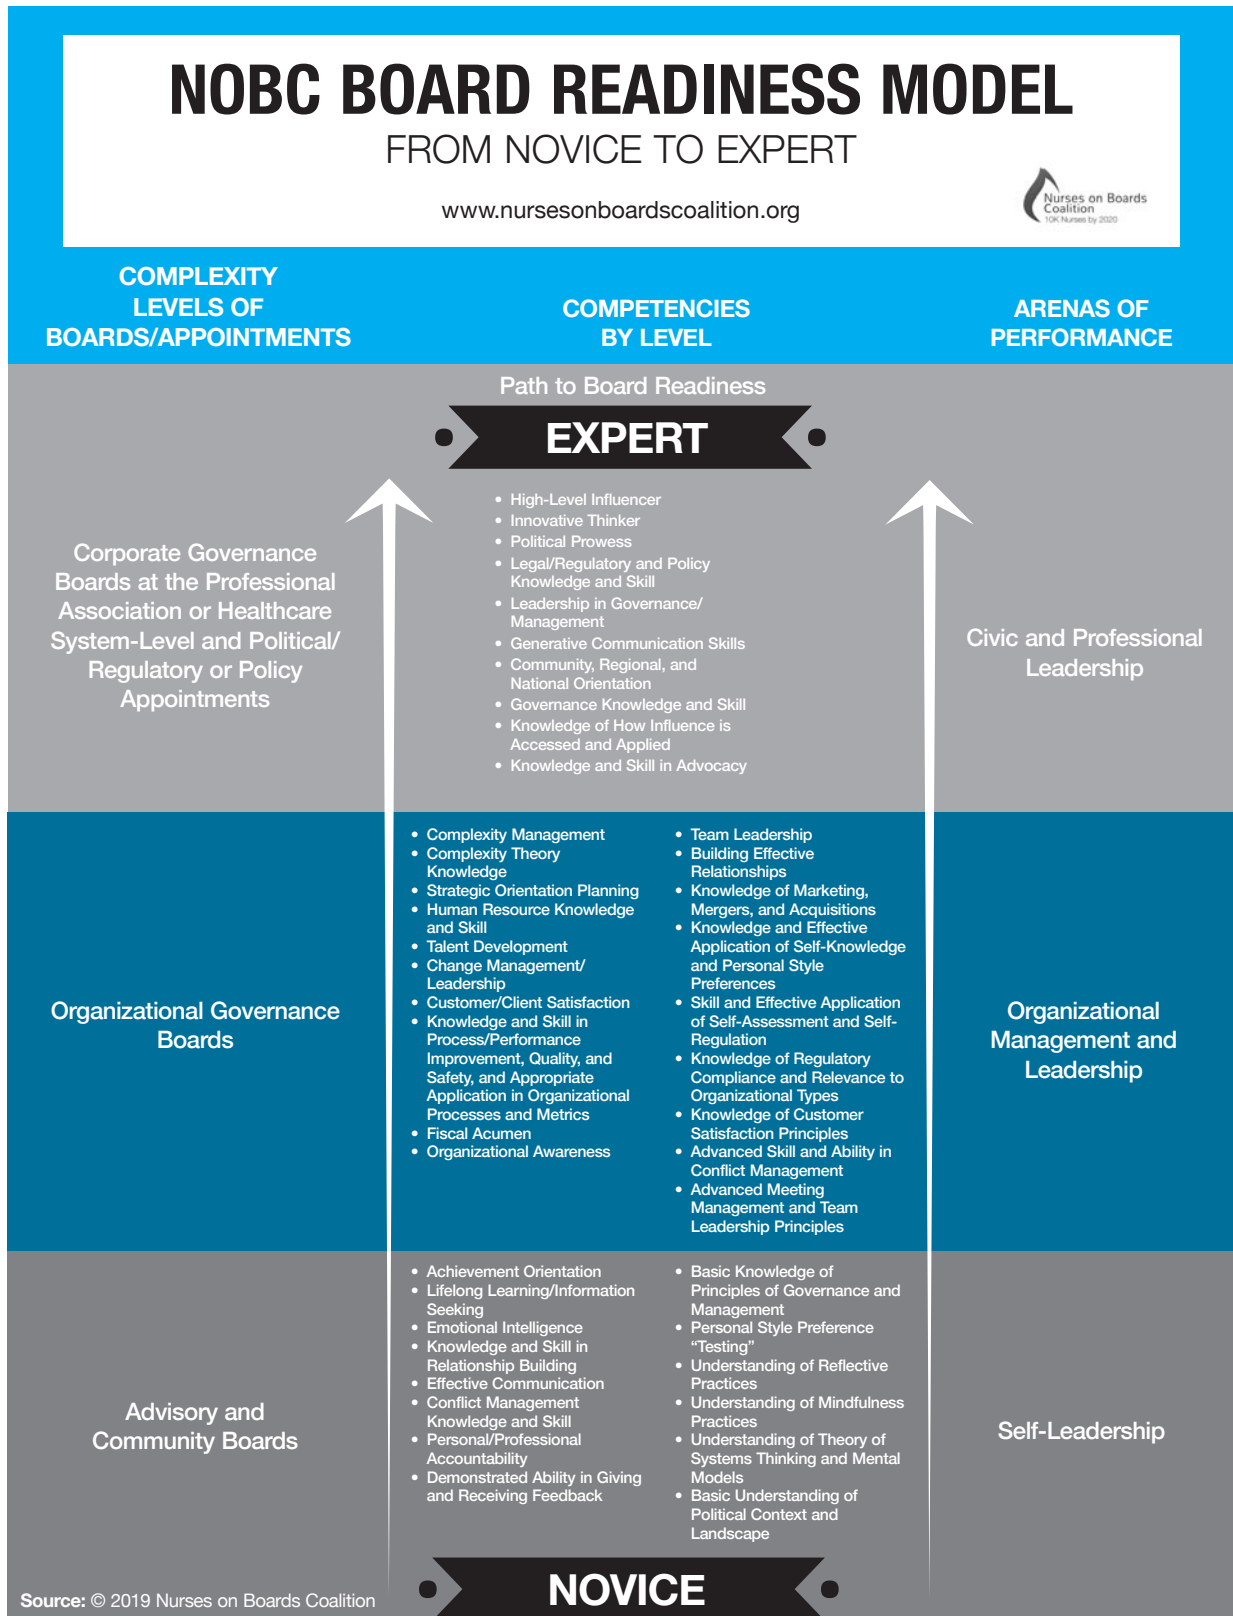 NOBC BOARD READINESS MODEL
FROM NOVICE TO EXPERT
www.nursesonboardscoalition.org
Nurses on Boards
Coalition
10K Nurses by 2020
COMPLEXITY
LEVELS OF
BOARDS/APPOINTMENTS
COMPETENCIES
BY LEVEL
ARENAS OF
PERFORMANCE
Path to Board Readiness
EXPERT
Corporate Governance
Boards at the Professional
Association or Healthcare
System-Level and Political/
Regulatory or Policy
Appointments
• High-Level Influencer
• Innovative Thinker
• Political Prowess
• Legal/Regulatory and Policy
Knowledge and Skill
• Leadership in Governance/
Management
• Generative Communication Skills
• Community, Regional, and
National Orientation
• Governance Knowledge and Skill
• Knowledge of How Influence is
Accessed and Applied
• Knowledge and Skill in Advocacy
Civic and Professional
Leadership
Organizational Governance
Boards
• Complexity Management
• Complexity Theory
Knowledge
• Strategic Orientation Planning
• Human Resource Knowledge
and Skill
• Talent Development
• Change Management/
Leadership
• Customer/Client Satisfaction
• Knowledge and Skill in
Process/Performance
Improvement, Quality, and
Safety, and Appropriate
Application in Organizational
Processes and Metrics
• Fiscal Acumen
• Organizational Awareness
• Team Leadership
• Building Effective
Relationships
• Knowledge of Marketing,
Mergers, and Acquisitions
• Knowledge and Effective
Application of Self-Knowledge
and Personal Style
Preferences
• Skill and Effective Application
of Self-Assessment and Self-
Regulation
• Knowledge of Regulatory
Compliance and Relevance to
Organizational Types
• Knowledge of Customer
Satisfaction Principles
• Advanced Skill and Ability in
Conflict Management
• Advanced Meeting
Management and Team
Leadership Principles
Organizational
Management and
Leadership
Advisory and
Community Boards
• Achievement Orientation
• Lifelong Learning/Information
Seeking
• Emotional Intelligence
• Knowledge and Skill in
Relationship Building
• Effective Communication
• Conflict Management
Knowledge and Skill
• Personal/Professional
Accountability
• Demonstrated Ability in Giving
and Receiving Feedback
• Basic Knowledge of
Principles of Governance and
Management
• Personal Style Preference
“Testing”
• Understanding of Reflective
Practices
• Understanding of Mindfulness
Practices
• Understanding of Theory of
Systems Thinking and Mental
Models
• Basic Understanding of
Political Context and
Landscape
Self-Leadership
NOVICE
Source: © 2019 Nurses on Boards Coalition